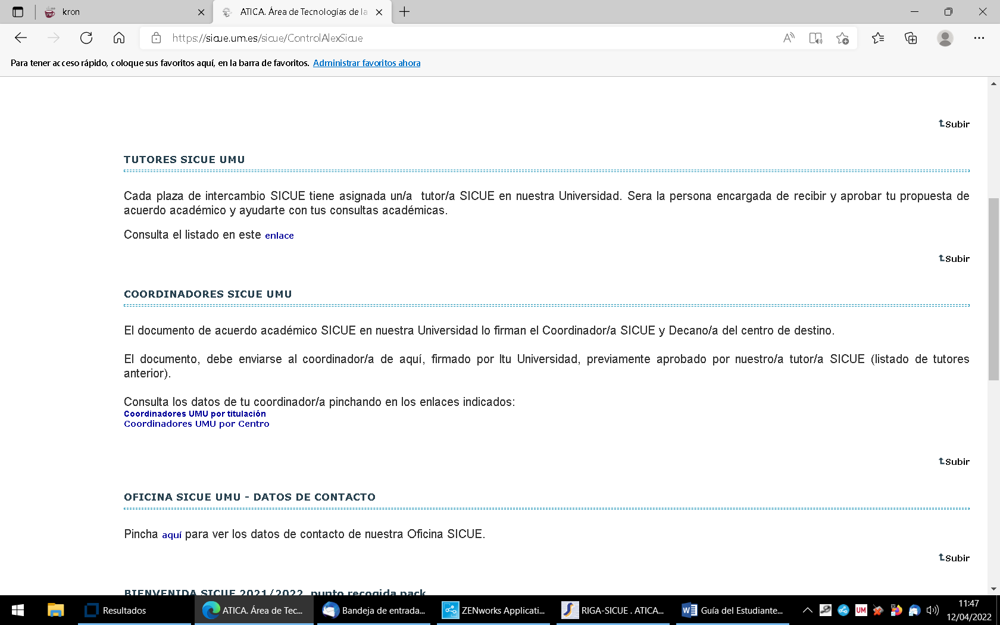 kron
ATICA. Área de Tecnologías de la
https://sicue.um.es/sicue/ControlAlexSicue
Para tener acceso rápido, coloque sus favoritos aquí, en la barra de favoritos. Administrar favoritos ahora
Subir
TUTORES SICUE UMU
Cada plaza de intercambio SICUE tiene asignada un/a tutor/a SICUE en nuestra Universidad. Sera la persona encargada de recibir y aprobar tu propuesta de
acuerdo académico y ayudarte con tus consultas académicas.
Consulta el listado en este enlace
Subir
COORDINADORES SICUE UMU
El documento de acuerdo académico SICUE en nuestra Universidad lo firman el Coordinador/a SICUE y Decano/a del centro de destino.
El documento, debe enviarse al coordinador/a de aquí, firmado por ltu Universidad, previamente aprobado por nuestro/a tutor/a SICUE (listado de tutores
anterior).
Consulta los datos de tu coordinador/a pinchando en los enlaces indicados:
Coordinadores UMU por titulación
Coordinadores UMU por Centro
Subir
OFICINA SICUE UMU - DATOS DE CONTACTO
Pincha aquí para ver los datos de contacto de nuestra Oficina SICUE.
Subir
BIENVENIDA SICUE 2021/2022, punto recogida pack
Resultados
ATICA. Área de Tec...
Bandeja de entrada...
ZENworks Applicati...
RIGA-SICUE . ATICA...
Guía del Estudiante...
UM
11:47
12/04/2022